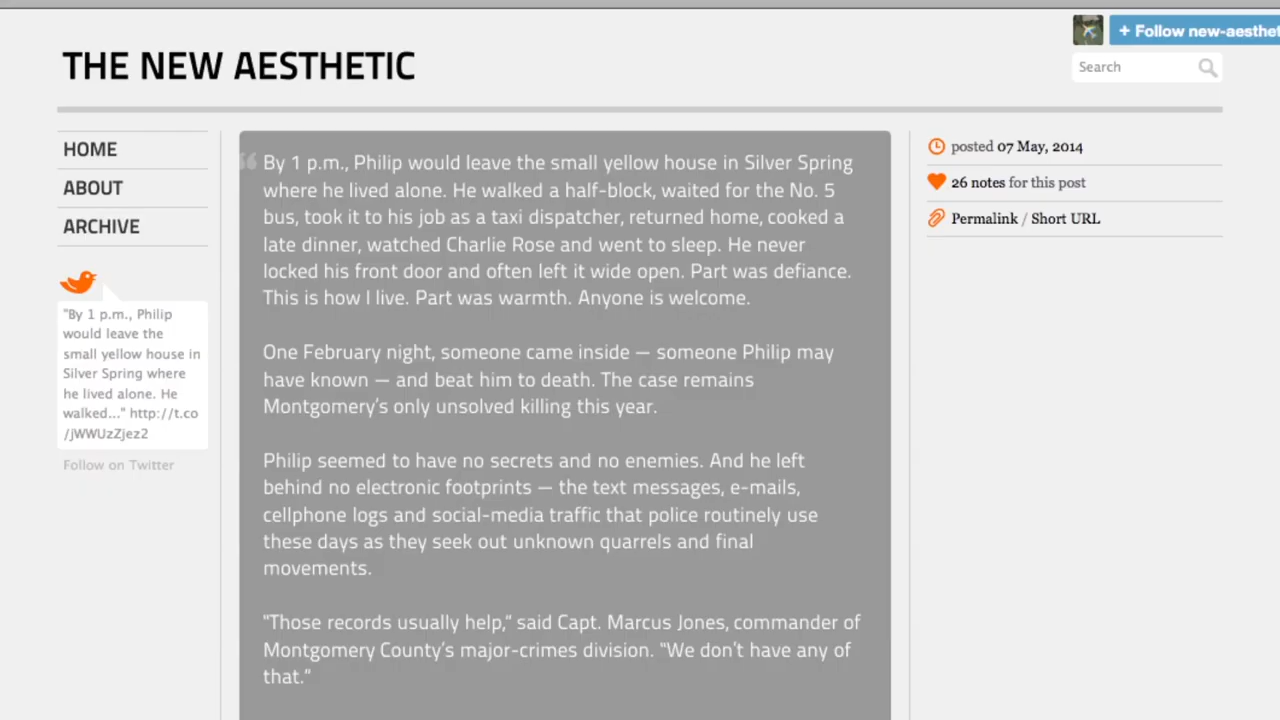 + Follow new-aesthet
THE NEW AESTHETIC
Search
HOME
ABOUT
ARCHIVE
"By 1 p.m., Philip
would leave the
small yellow house in
Silver Spring where
he lived alone. He
walked..." http://t.co
/jWWUzZjez2
Follow on Twitter
“ By 1 p.m., Philip would leave the small yellow house in Silver Spring
where he lived alone. He walked a half-block, waited for the No. 5
bus, took it to his job as a taxi dispatcher, returned home, cooked a
late dinner, watched Charlie Rose and went to sleep. He never
locked his front door and often left it wide open. Part was defiance.
This is how I live. Part was warmth. Anyone is welcome.
One February night, someone came inside — someone Philip may
have known — and beat him to death. The case remains
Montgomery's only unsolved killing this year.
Philip seemed to have no secrets and no enemies. And he left
behind no electronic footprints — the text messages, e-mails,
cellphone logs and social-media traffic that police routinely use
these days as they seek out unknown quarrels and final
movements.
"Those records usually help," said Capt. Marcus Jones, commander of
Montgomery County's major-crimes division. "We don't have any of
that."
posted 07 May, 2014
26 notes for this post
Permalink / Short URL